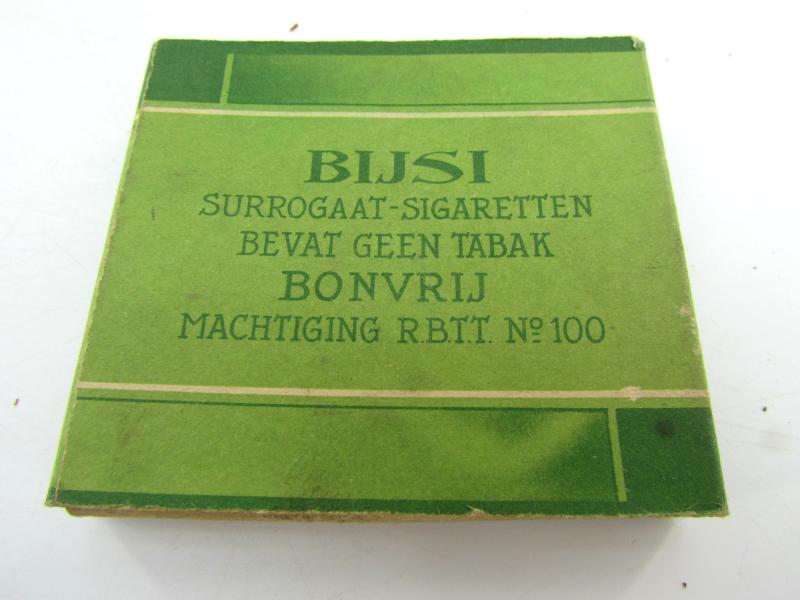 BIJSI
SURROGAAT-SIGARETTEN
BEVAT GEEN TABAK
BONVRIJ
MACHTIGING R.B.T.T. Nº 100